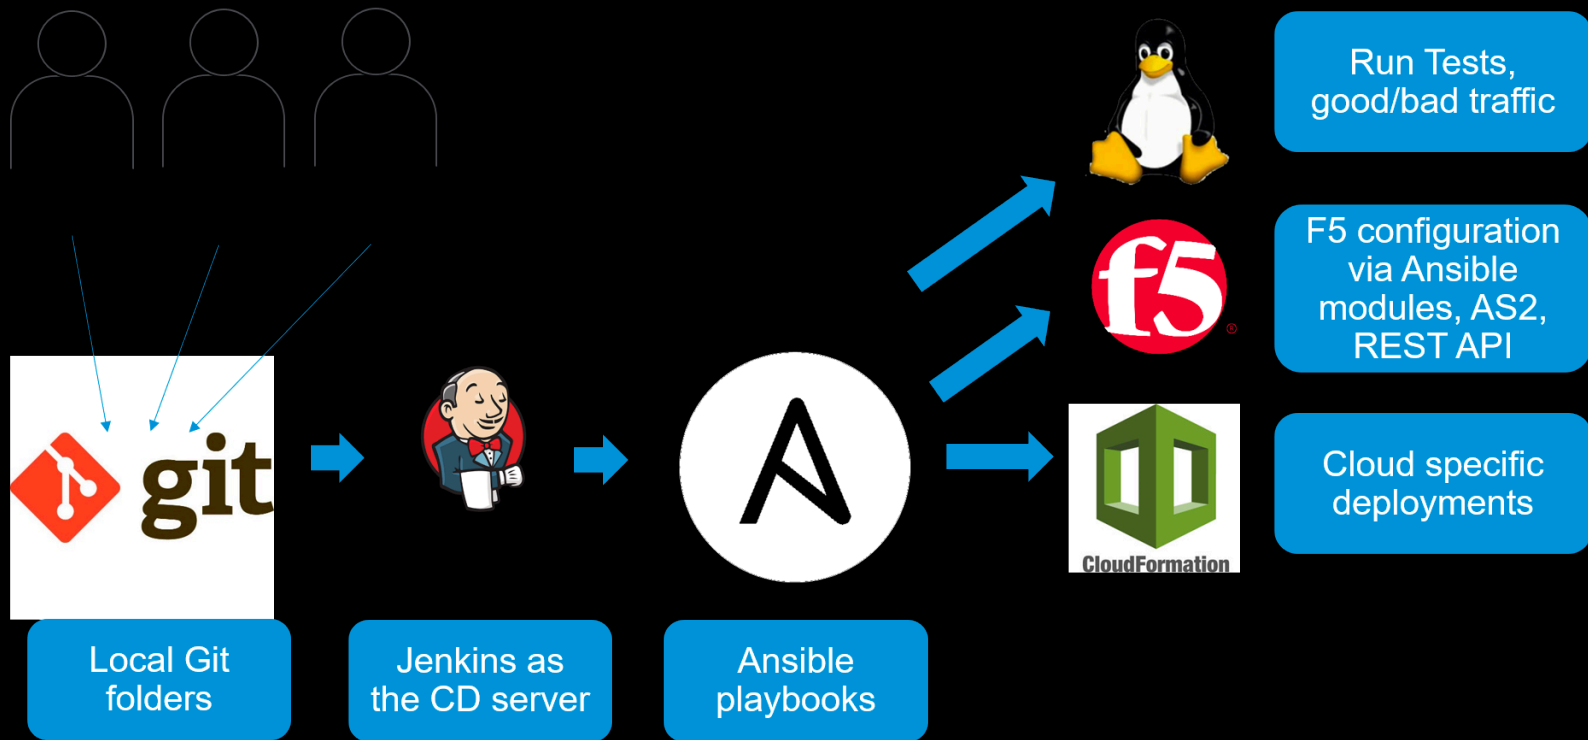 Run Tests,
good/bad traffic
f5
®
F5 configuration
via Ansible
modules, AS2,
REST API
git
CloudFormation
Cloud specific
deployments
Local Git
folders
Jenkins as
the CD server
Ansible
playbooks